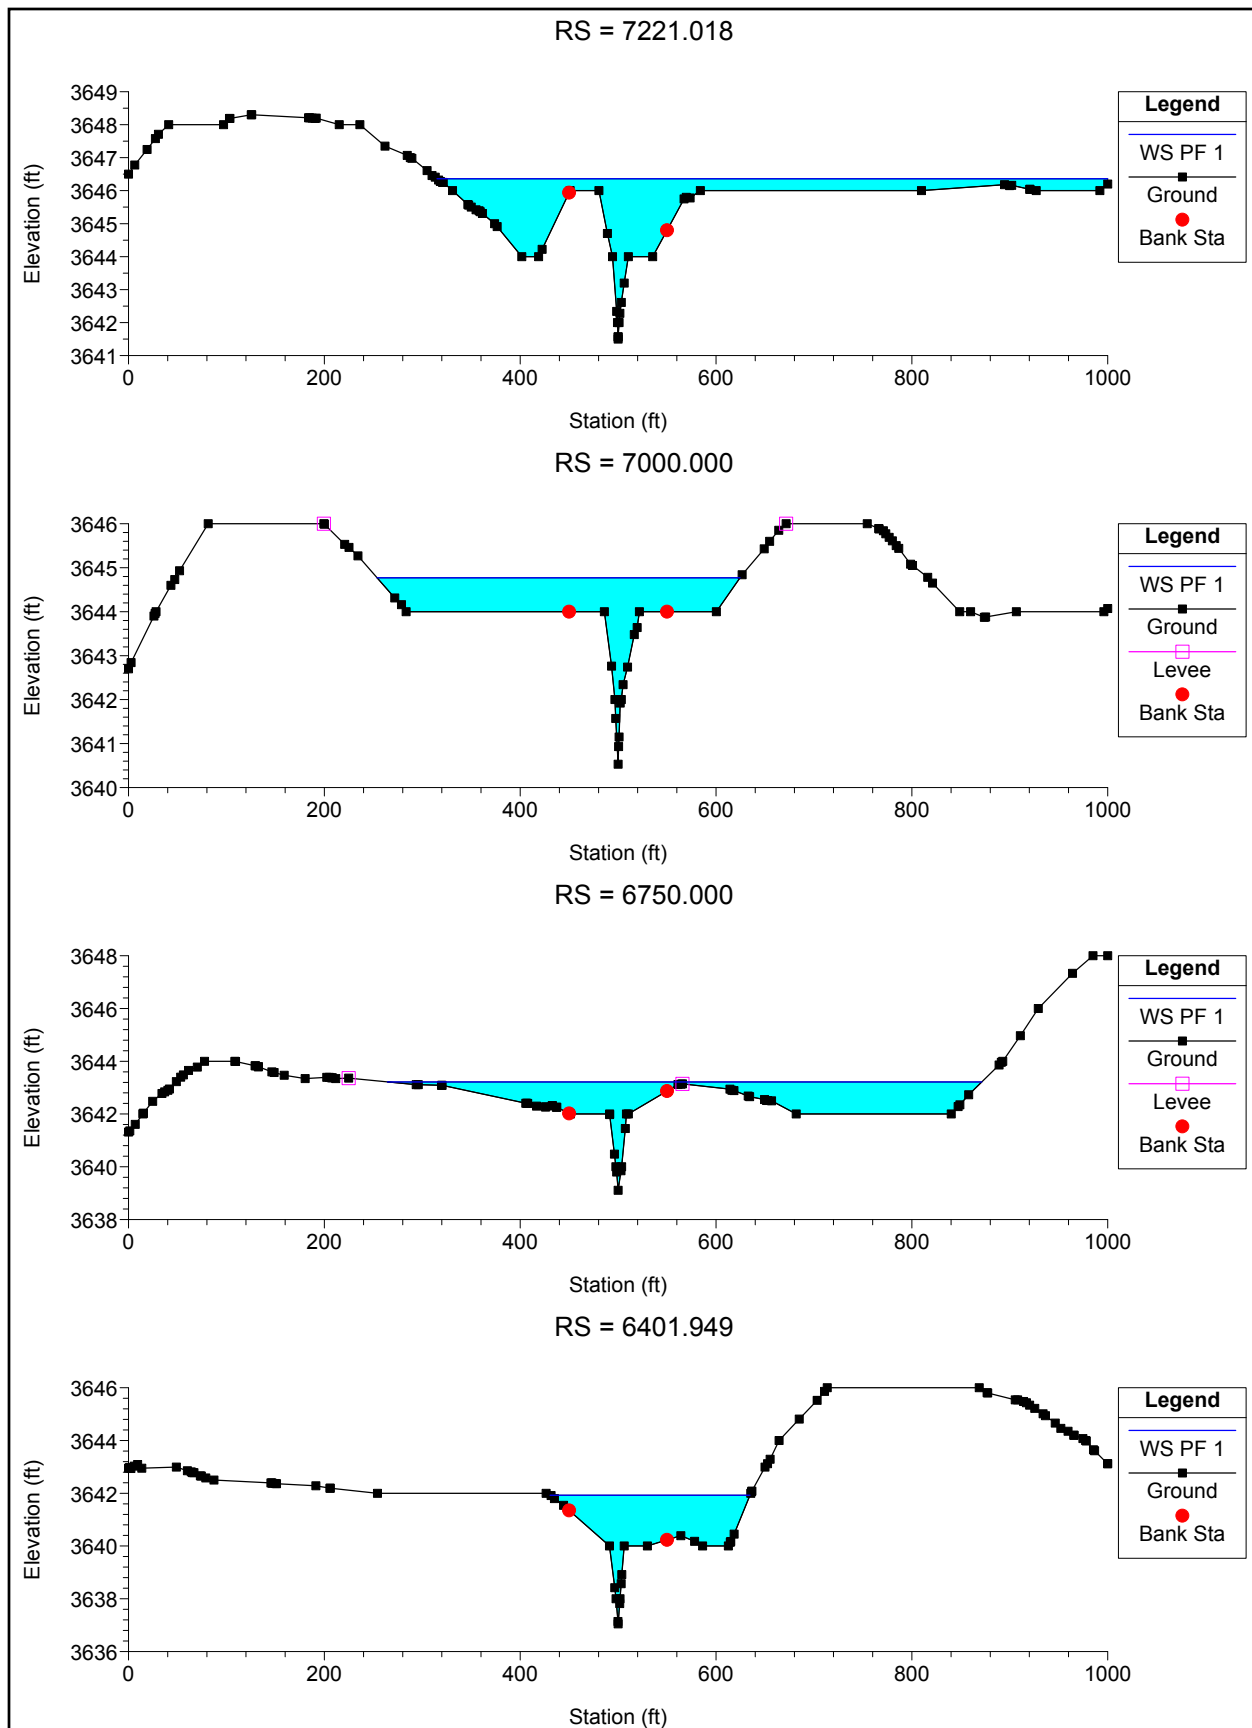 RS = 7221.018
Elevation (ft)
3649
3648
3647
3646
3645
3644
3643
3642
3641
0 200 400 600 800 1000
Station (ft)
Legend
WS PF 1
Ground
Bank Sta
RS = 7000.000
Elevation (ft)
3646
3645
3644
3643
3642
3641
3640
0 200 400 600 800 1000
Station (ft)
Legend
WS PF 1
Ground
Levee
Bank Sta
RS = 6750.000
Elevation (ft)
3648
3646
3644
3642
3640
3638
0 200 400 600 800 1000
Station (ft)
Legend
WS PF 1
Ground
Levee
Bank Sta
RS = 6401.949
Elevation (ft)
3646
3644
3642
3640
3638
3636
0 200 400 600 800 1000
Station (ft)
Legend
WS PF 1
Ground
Bank Sta